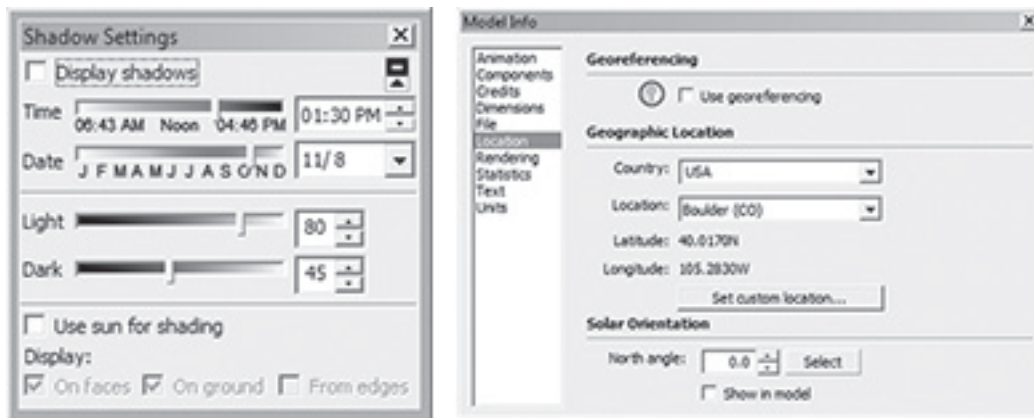 Shadow Settings
Display shadows
Time
06:43 AM Noon 04:46 PM
01:30 PM
Date
J F M A M J J A S O N D
11/ 8
Light
80
Dark
45
Use sun for shading
Display:
On faces
On ground
From edges
Model Info
Animation
Components
Credits
Dimensions
File
Location
Rendering
Statistics
Text
Units
Georeferencing
Use georeferencing
Geographic Location
Country: USA
Location: Boulder (CO)
Latitude: 40.0170N
Longitude: 105.2830W
Set custom location...
Solar Orientation
North angle: 0.0 Select
Show in model